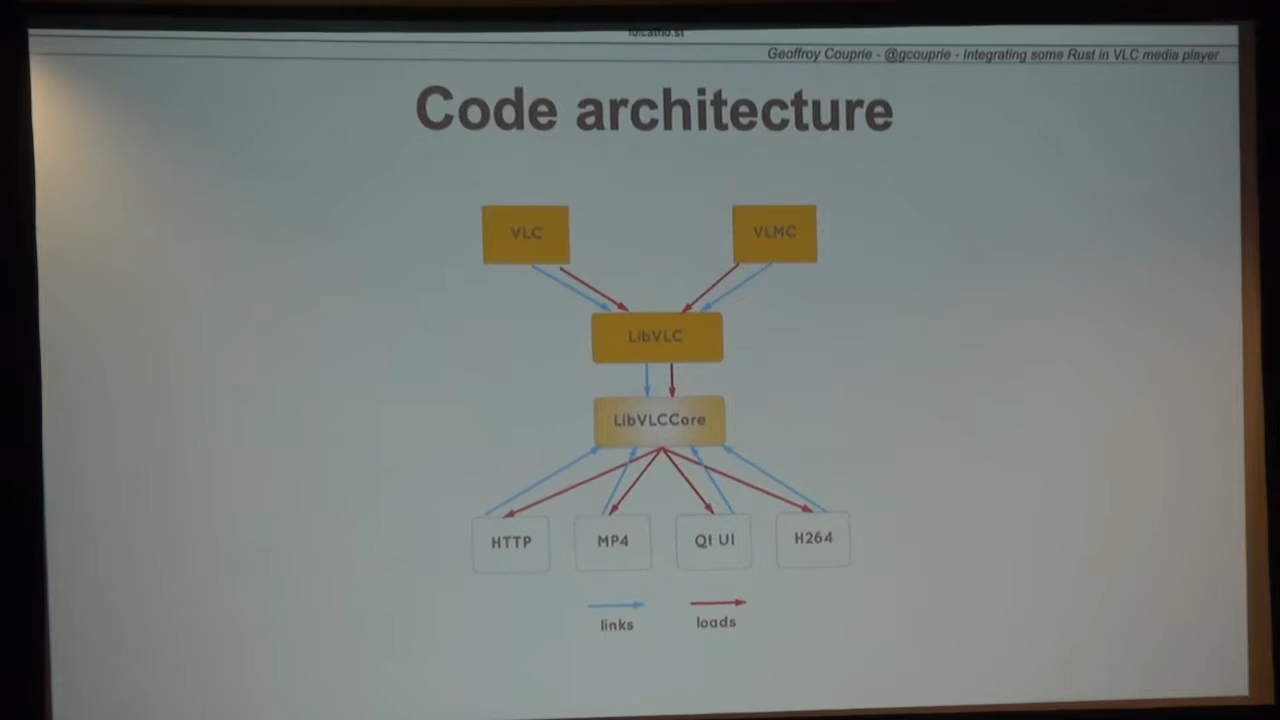 Geoffroy Couprie - @gcouprie - Integrating some Rust in VLC media player
Code architecture
VLC
VLMC
LibVLC
LibVLCCore
HTTP
MP4
Qt UI
H264
links
loads